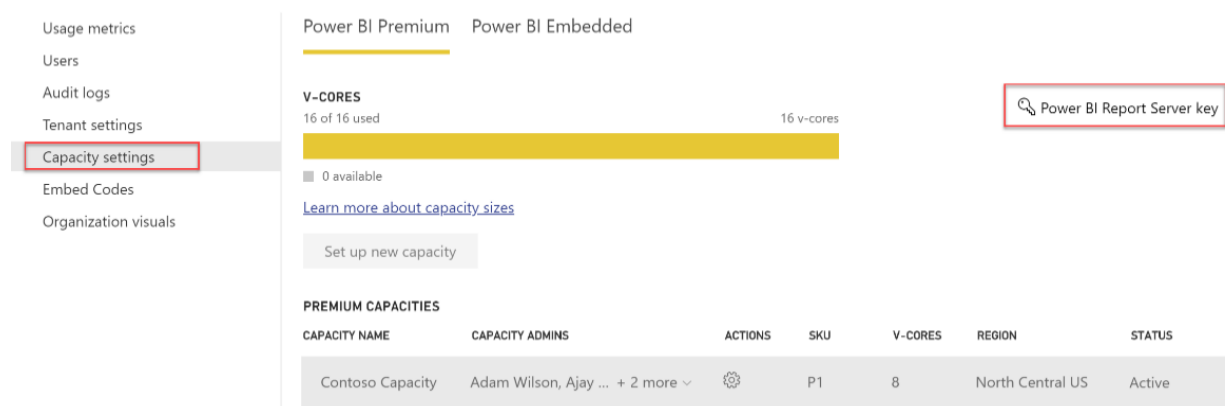 Usage metrics
Users
Audit logs
Tenant settings
Capacity settings
Embed Codes
Organization visuals
Power BI Premium Power BI Embedded
V-CORES
16 of 16 used 16 v-cores
0 available
Learn more about capacity sizes
Set up new capacity
Power BI Report Server key
PREMIUM CAPACITIES
CAPACITY NAME CAPACITY ADMINS ACTIONS SKU V-CORES REGION STATUS
Contoso Capacity Adam Wilson, Ajay ... + 2 more P1 8 North Central US Active